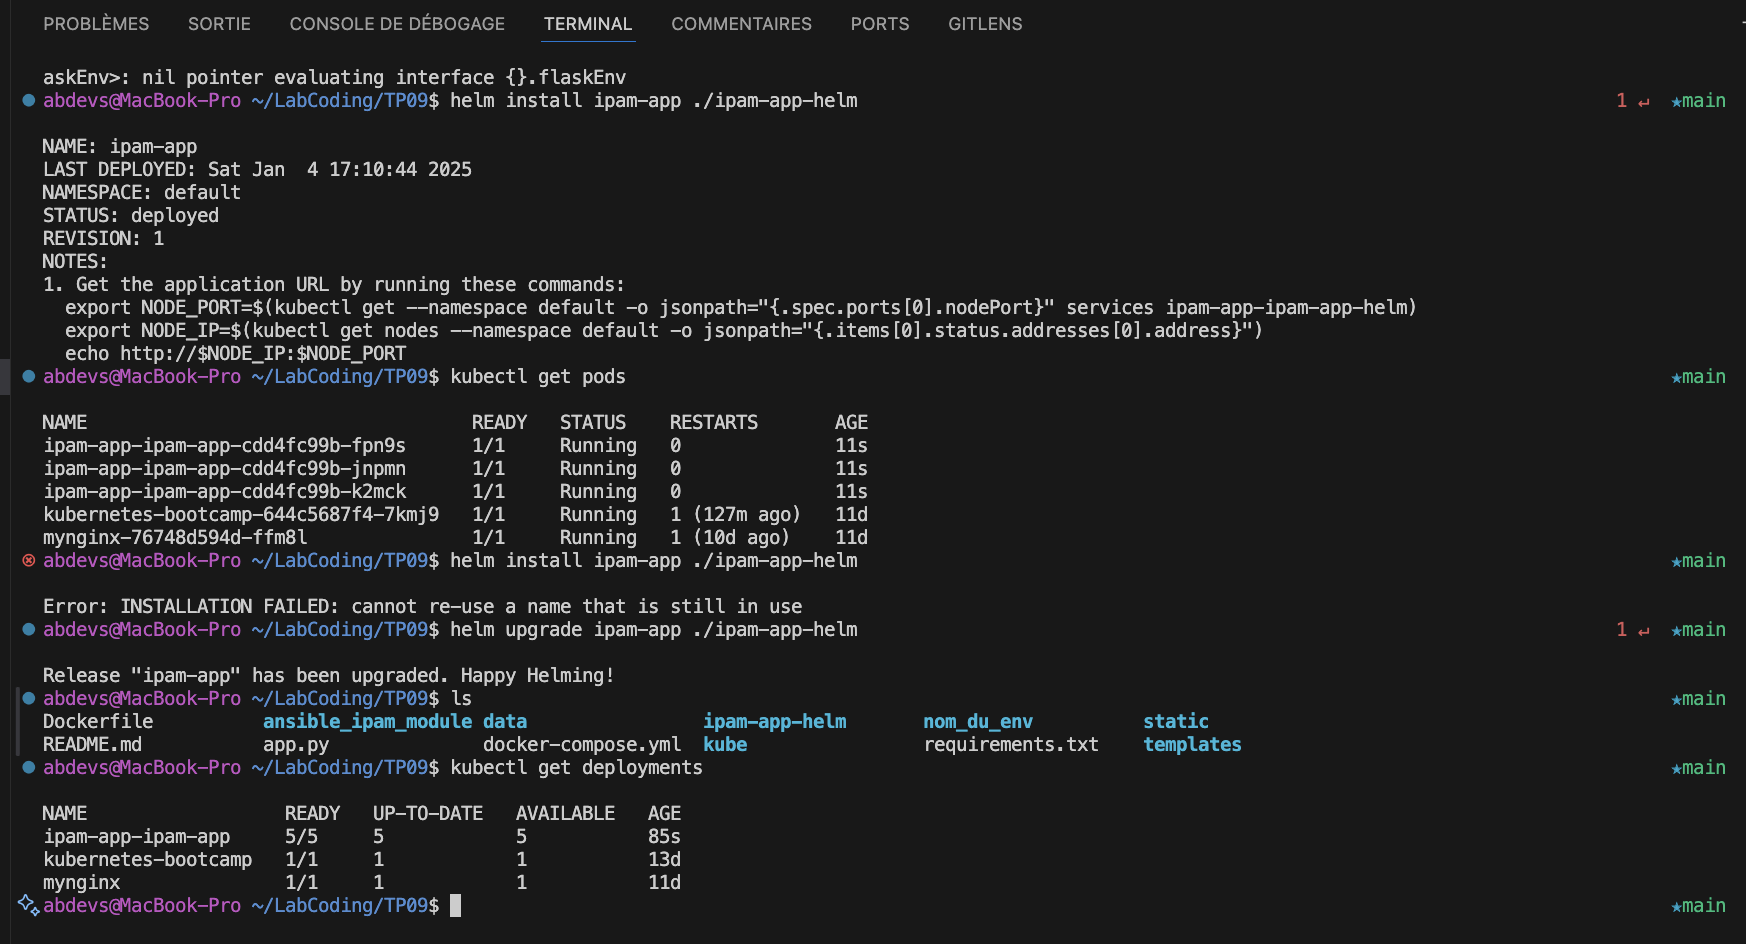 PROBLÈMES SORTIE CONSOLE DE DÉBOGAGE TERMINAL COMMENTAIRES PORTS GITLENS
askEnv>: nil pointer evaluating interface {}.flaskEnv
abdevs@MacBook-Pro ~/LabCoding/TP09$ helm install ipam-app ./ipam-app-helm 1 ↵ ★main
NAME: ipam-app
LAST DEPLOYED: Sat Jan  4 17:10:44 2025
NAMESPACE: default
STATUS: deployed
REVISION: 1
NOTES:
1. Get the application URL by running these commands:
  export NODE_PORT=$(kubectl get --namespace default -o jsonpath="{.spec.ports[0].nodePort}" services ipam-app-ipam-app-helm)
  export NODE_IP=$(kubectl get nodes --namespace default -o jsonpath="{.items[0].status.addresses[0].address}")
  echo http://$NODE_IP:$NODE_PORT
abdevs@MacBook-Pro ~/LabCoding/TP09$ kubectl get pods ★main
NAME READY STATUS RESTARTS AGE
ipam-app-ipam-app-cdd4fc99b-fpn9s 1/1 Running 0 11s
ipam-app-ipam-app-cdd4fc99b-jnpmn 1/1 Running 0 11s
ipam-app-ipam-app-cdd4fc99b-k2mck 1/1 Running 0 11s
kubernetes-bootcamp-644c5687f4-7kmj9 1/1 Running 1 (127m ago) 11d
mynginx-76748d594d-ffm8l 1/1 Running 1 (10d ago) 11d
abdevs@MacBook-Pro ~/LabCoding/TP09$ helm install ipam-app ./ipam-app-helm ★main
Error: INSTALLATION FAILED: cannot re-use a name that is still in use
abdevs@MacBook-Pro ~/LabCoding/TP09$ helm upgrade ipam-app ./ipam-app-helm 1 ↵ ★main
Release "ipam-app" has been upgraded. Happy Helming!
abdevs@MacBook-Pro ~/LabCoding/TP09$ ls ★main
Dockerfile ansible_ipam_module data ipam-app-helm nom_du_env static
README.md app.py docker-compose.yml kube requirements.txt templates
abdevs@MacBook-Pro ~/LabCoding/TP09$ kubectl get deployments ★main
NAME READY UP-TO-DATE AVAILABLE AGE
ipam-app-ipam-app 5/5 5 5 85s
kubernetes-bootcamp 1/1 1 1 13d
mynginx 1/1 1 1 11d
abdevs@MacBook-Pro ~/LabCoding/TP09$ ★main